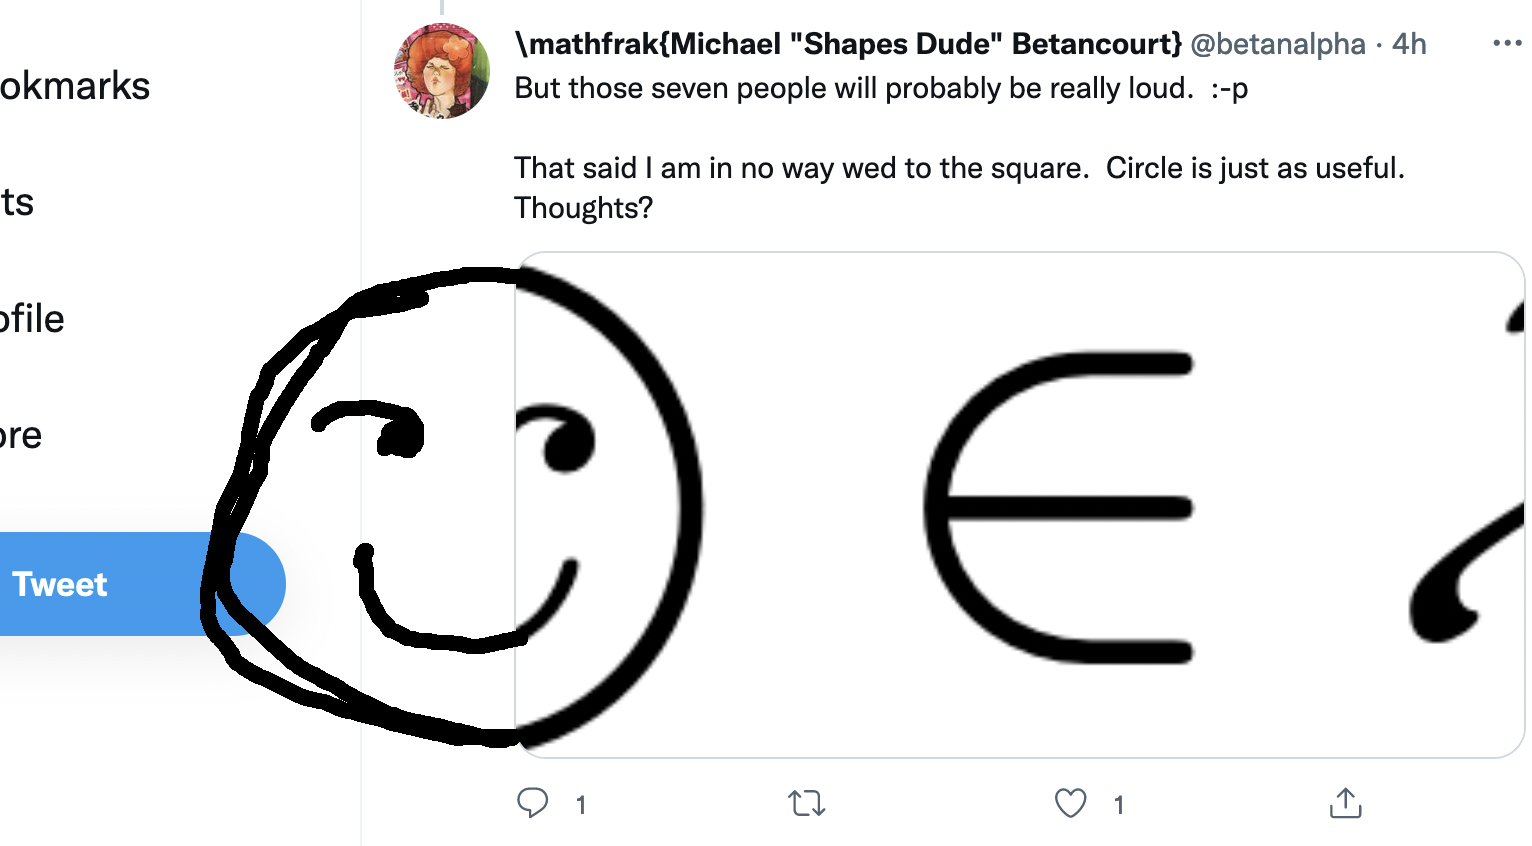 \mathfrak{Michael "Shapes Dude" Betancourt} @betanalpha · 4h
But those seven people will probably be really loud.  :-p
That said I am in no way wed to the square.  Circle is just as useful.
Thoughts?
okmarks
ts
ofile
ore
Tweet
∈
1
1